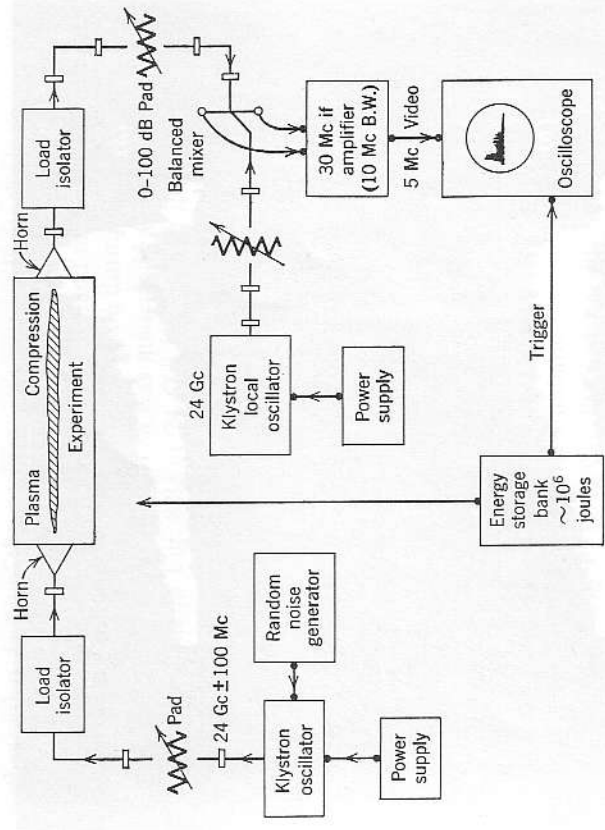 Horn
Horn
Plasma Compression
Experiment
Load
isolator
Load
isolator
Pad
0–100 dB Pad
24 Gc ± 100 Mc
Klystron
oscillator
Random
noise
generator
Power
supply
24 Gc
Klystron
local
oscillator
Power
supply
Balanced
mixer
30 Mc if
amplifier
(10 Mc B.W.)
5 Mc Video
Energy
storage
bank
~10⁶
joules
Trigger
Oscilloscope